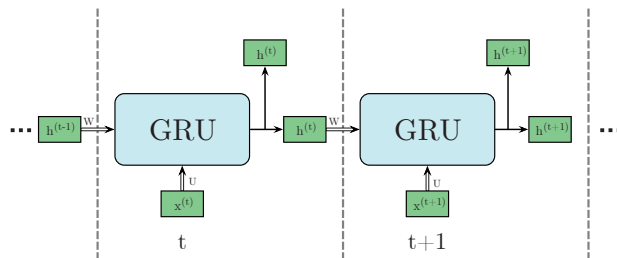 h^(t)
h^(t+1)
... h^(t-1) W GRU h^(t) W GRU h^(t+1) ...
U U
x^(t) x^(t+1)
t t+1